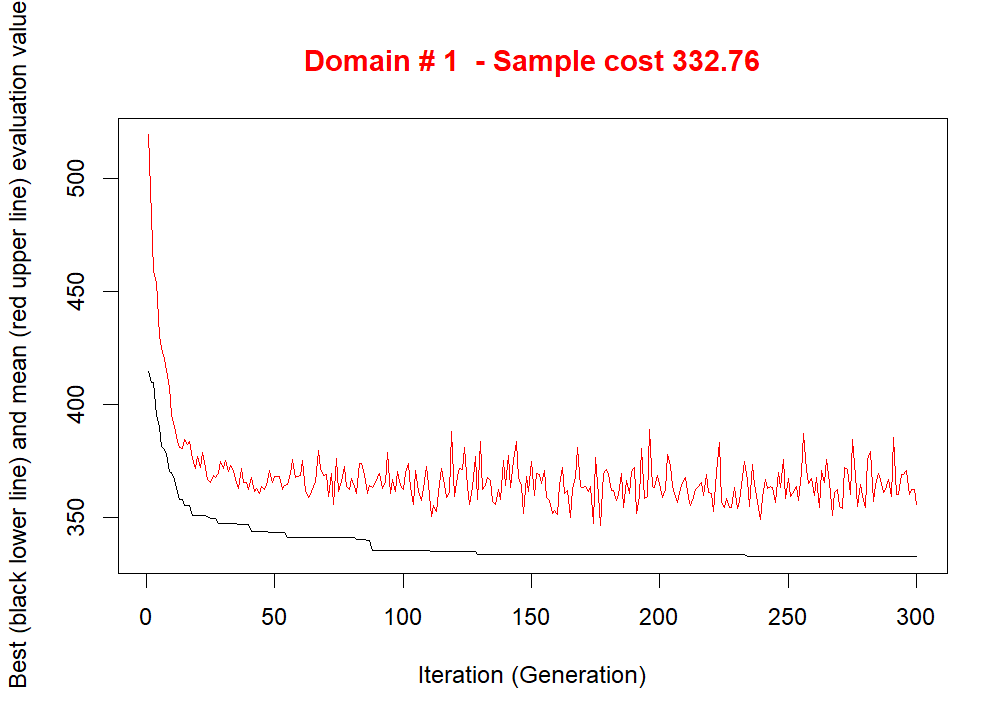 Domain # 1 - Sample cost 332.76
Best (black lower line) and mean (red upper line) evaluation value
500
450
400
350
0 50 100 150 200 250 300
Iteration (Generation)